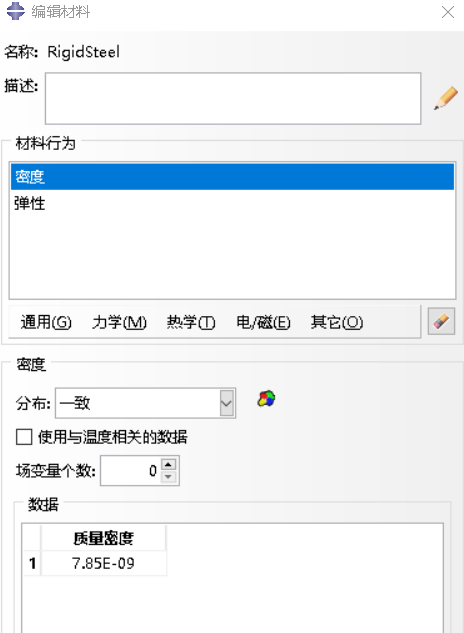 编辑材料
名称: RigidSteel
描述:
材料行为
密度
弹性
通用(G) 力学(M) 热学(T) 电/磁(E) 其它(O)
密度
分布: 一致
使用与温度相关的数据
场变量个数: 0
数据
质量密度
1 7.85E-09